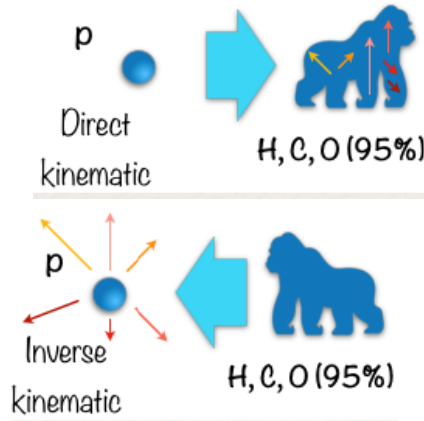 p
Direct
kinematic
H, C, O (95%)
p
Inverse
kinematic
H, C, O (95%)